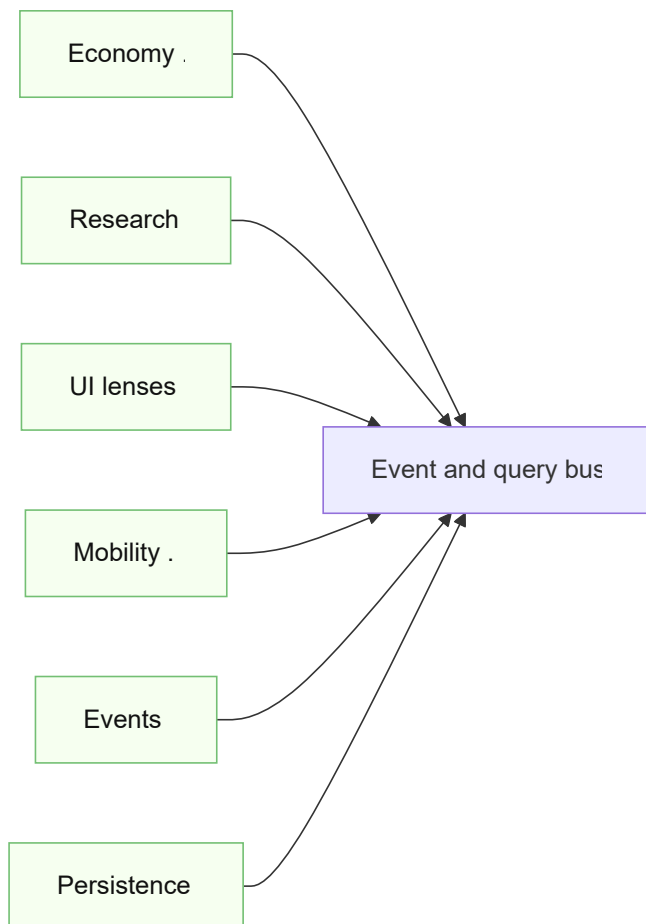 Economy .
Research
UI lenses
Event and query bus
Mobility .
Events
Persistence